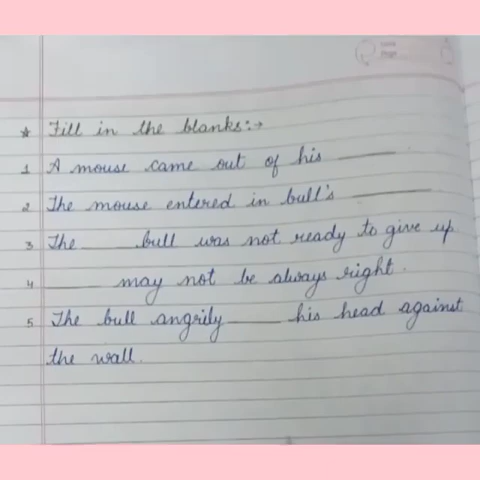 * Fill in the blanks:→
1 A mouse came out of his ______
2 The mouse entered in bull's ______
3 The ______ bull was not ready to give up
4 ______ may not be always right.
5 The bull angrily ______ his head against
the wall.